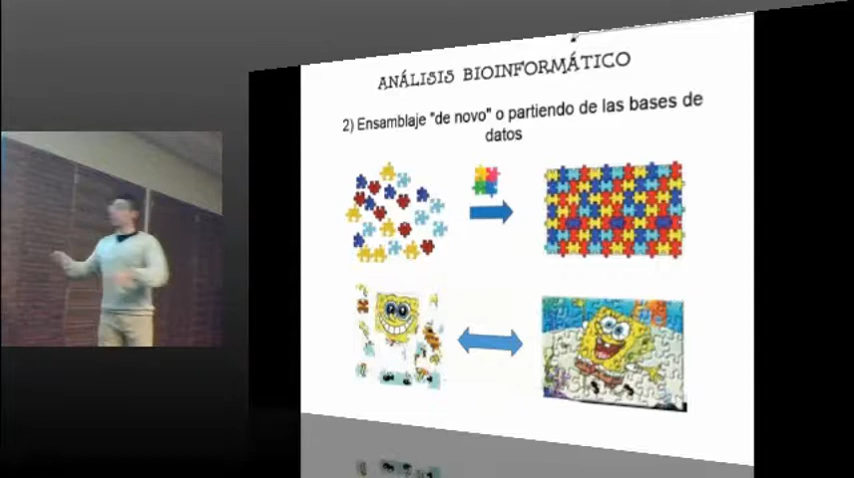 ANÁLISIS BIOINFORMÁTICO
2) Ensamblaje "de novo" o partiendo de las bases de
datos